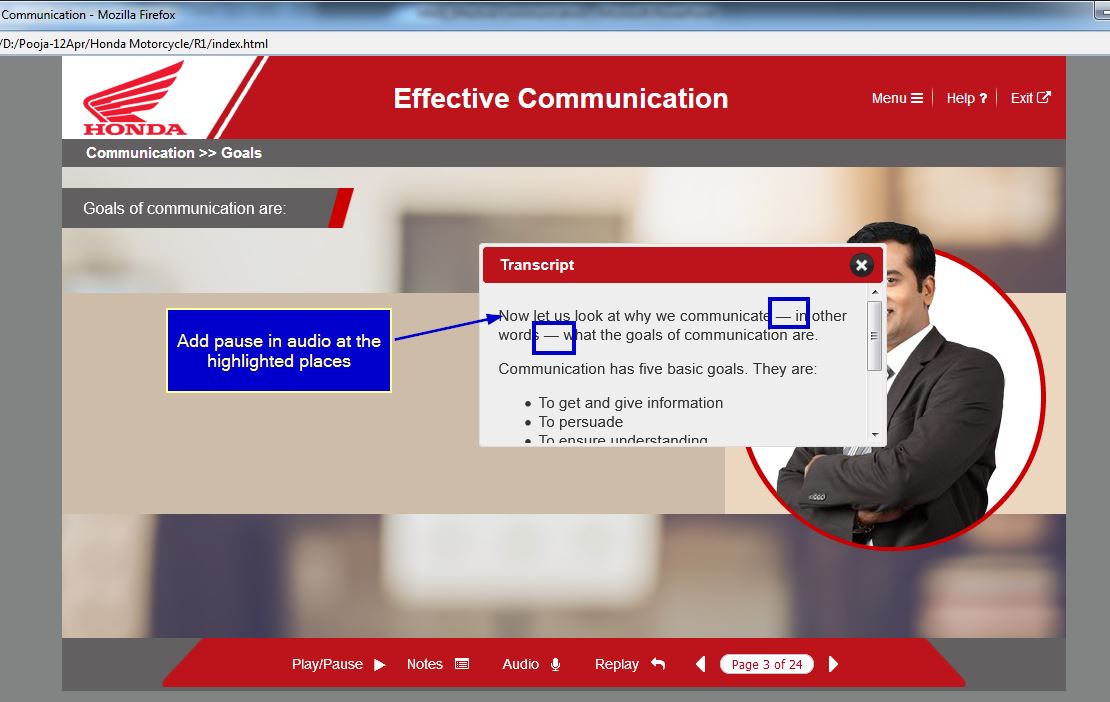 Communication - Mozilla Firefox
/D:/Pooja-12Apr/Honda Motorcycle/R1/index.html
HONDA
Effective Communication
Menu
Help ?
Exit
Communication >> Goals
Goals of communication are:
Transcript
Now let us look at why we communicate — in other
words — what the goals of communication are.
Communication has five basic goals. They are:
• To get and give information
• To persuade
• To ensure understanding
Add pause in audio at the
highlighted places
Play/Pause
Notes
Audio
Replay
Page 3 of 24